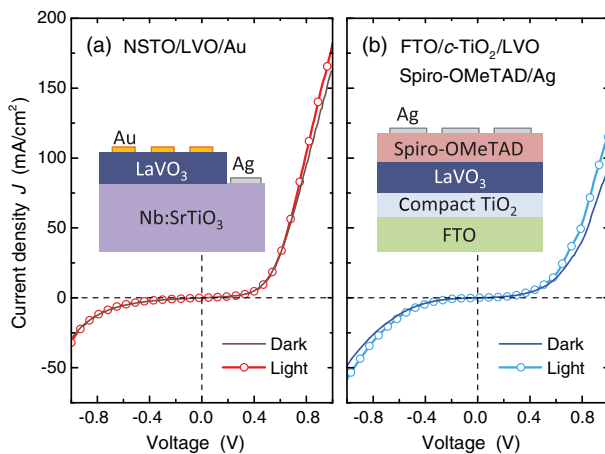 (a) NSTO/LVO/Au
Current density J (mA/cm²)
200
150
100
50
0
-50
Au
Ag
LaVO₃
Nb:SrTiO₃
Dark
Light
-0.8 -0.4 0.0 0.4 0.8
Voltage (V)
(b) FTO/c-TiO₂/LVO
Spiro-OMeTAD/Ag
Ag
Spiro-OMeTAD
LaVO₃
Compact TiO₂
FTO
Dark
Light
-0.8 -0.4 0.0 0.4 0.8
Voltage (V)